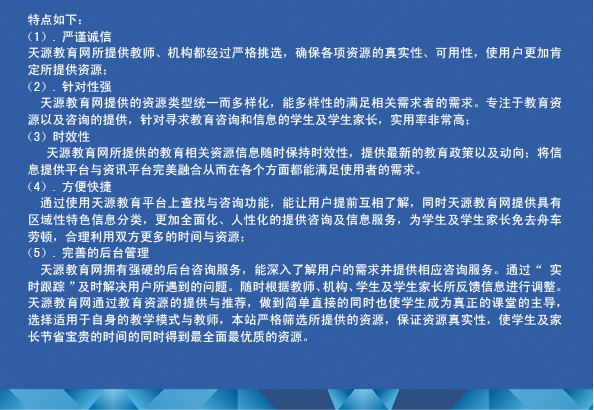 特点如下：
（1）. 严谨诚信
天源教育网所提供教师、机构都经过严格挑选，确保各项资源的真实性、可用性，使用户更加肯
定所提供资源；
（2）. 针对性强
天源教育网提供的资源类型统一而多样化，能多样性的满足相关需求者的需求。专注于教育资
源以及咨询的提供，针对寻求教育咨询和信息的学生及学生家长，实用率非常高；
（3）时效性
天源教育网所提供的教育相关资源信息随时保持时效性，提供最新的教育政策以及动向；将信
息提供平台与资讯平台完美融合从而在各个方面都能满足使用者的需求。
（4）. 方便快捷
通过使用天源教育平台上查找与咨询功能，能让用户提前互相了解，同时天源教育网提供具有
区域性特色信息分类，更加全面化、人性化的提供咨询及信息服务，为学生及学生家长免去舟车
劳顿，合理利用双方更多的时间与资源；
（5）. 完善的后台管理
天源教育网拥有强硬的后台咨询服务，能深入了解用户的需求并提供相应咨询服务。通过“ 实
时跟踪 ”及时解决用户所遇到的问题。随时根据教师、机构、学生及学生家长所反馈信息进行调整。
天源教育网通过教育资源的提供与推荐，做到简单直接的同时也使学生成为真正的课堂的主导，
选择适用于自身的教学模式与教师，本站严格筛选所提供的资源，保证资源真实性，使学生及家
长节省宝贵的时间的同时得到最全面最优质的资源。